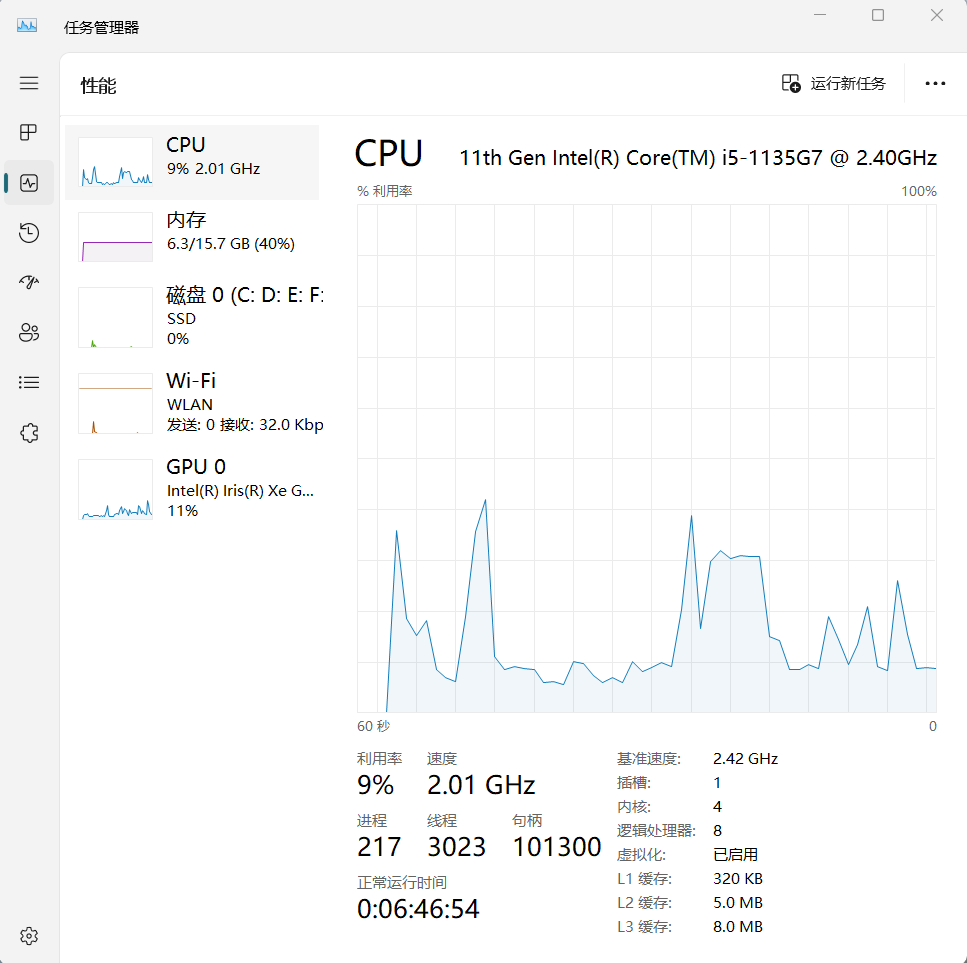 任务管理器
性能
运行新任务
CPU
9% 2.01 GHz
内存
6.3/15.7 GB (40%)
磁盘 0 (C: D: E: F:
SSD
0%
Wi-Fi
WLAN
发送: 0 接收: 32.0 Kbp
GPU 0
Intel(R) Iris(R) Xe G...
11%
CPU
11th Gen Intel(R) Core(TM) i5-1135G7 @ 2.40GHz
% 利用率
100%
60 秒
0
利用率 速度
9% 2.01 GHz
进程 线程 句柄
217 3023 101300
正常运行时间
0:06:46:54
基准速度: 2.42 GHz
插槽: 1
内核: 4
逻辑处理器: 8
虚拟化: 已启用
L1 缓存: 320 KB
L2 缓存: 5.0 MB
L3 缓存: 8.0 MB